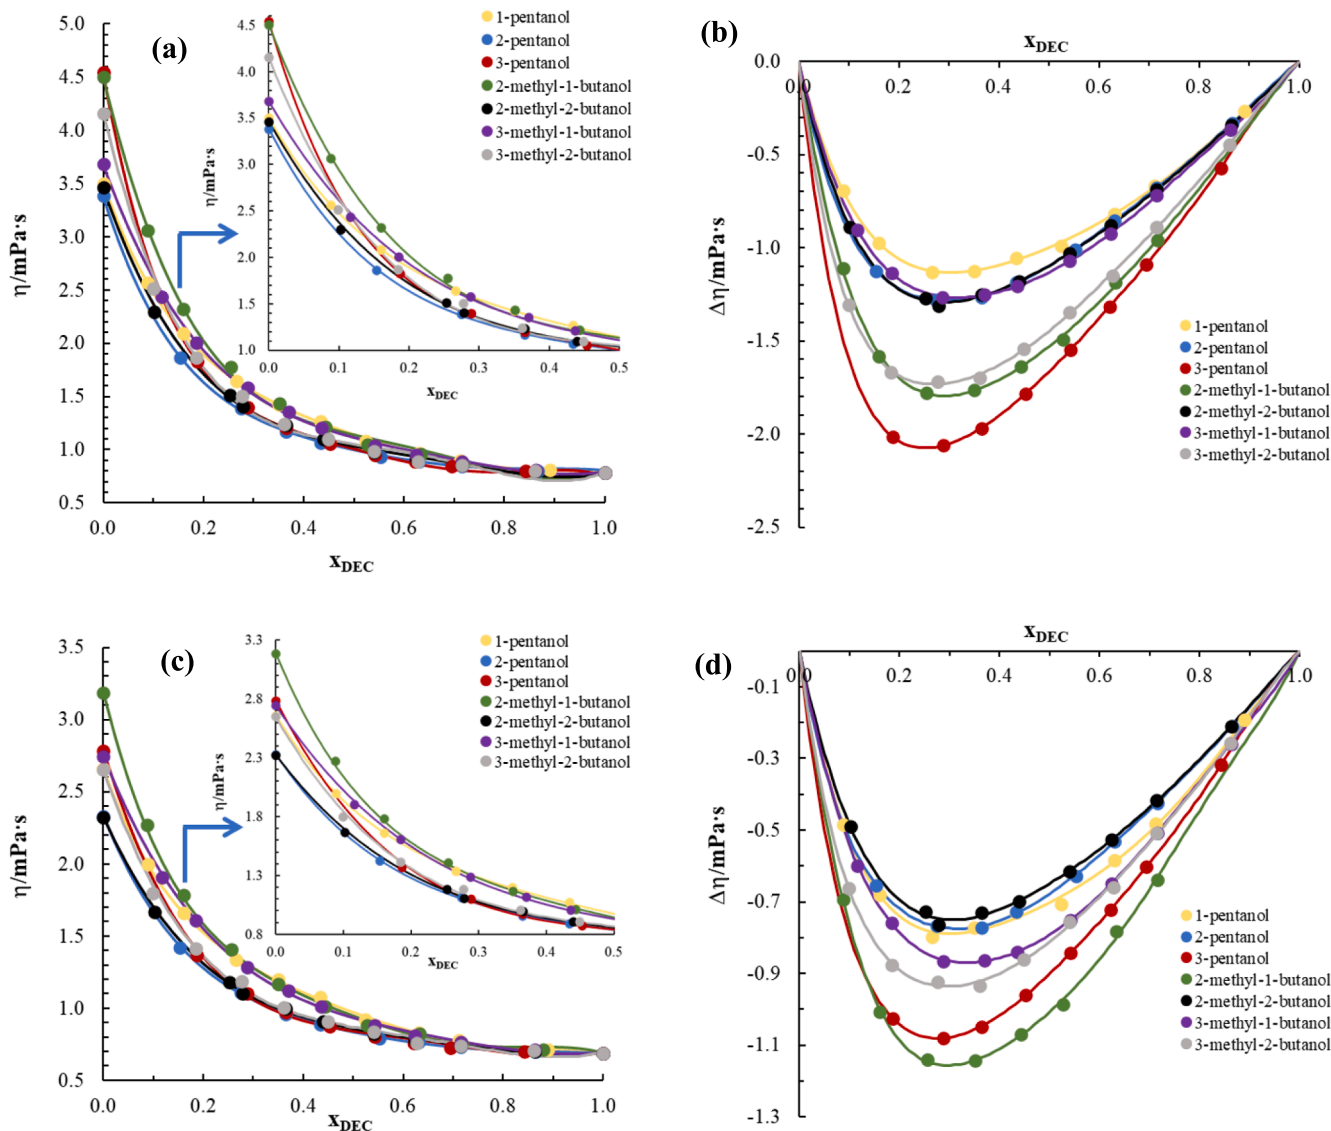 (a)
η/mPa·s
5.0
4.5
4.0
3.5
3.0
2.5
2.0
1.5
1.0
0.5
0.0 0.2 0.4 0.6 0.8 1.0
xDEC
η/mPa·s
4.5
4.0
3.5
3.0
2.5
2.0
1.5
1.0
0.0 0.1 0.2 0.3 0.4 0.5
xDEC
1-pentanol
2-pentanol
3-pentanol
2-methyl-1-butanol
2-methyl-2-butanol
3-methyl-1-butanol
3-methyl-2-butanol
(b)
xDEC
0.0 0.2 0.4 0.6 0.8 1.0
Δη/mPa·s
0.0
-0.5
-1.0
-1.5
-2.0
-2.5
1-pentanol
2-pentanol
3-pentanol
2-methyl-1-butanol
2-methyl-2-butanol
3-methyl-1-butanol
3-methyl-2-butanol
(c)
η/mPa·s
3.5
3.0
2.5
2.0
1.5
1.0
0.5
0.0 0.2 0.4 0.6 0.8 1.0
xDEC
η/mPa·s
3.3
2.8
2.3
1.8
1.3
0.8
0.0 0.1 0.2 0.3 0.4 0.5
xDEC
1-pentanol
2-pentanol
3-pentanol
2-methyl-1-butanol
2-methyl-2-butanol
3-methyl-1-butanol
3-methyl-2-butanol
(d)
xDEC
0.0 0.2 0.4 0.6 0.8 1.0
Δη/mPa·s
-0.1
-0.3
-0.5
-0.7
-0.9
-1.1
-1.3
1-pentanol
2-pentanol
3-pentanol
2-methyl-1-butanol
2-methyl-2-butanol
3-methyl-1-butanol
3-methyl-2-butanol